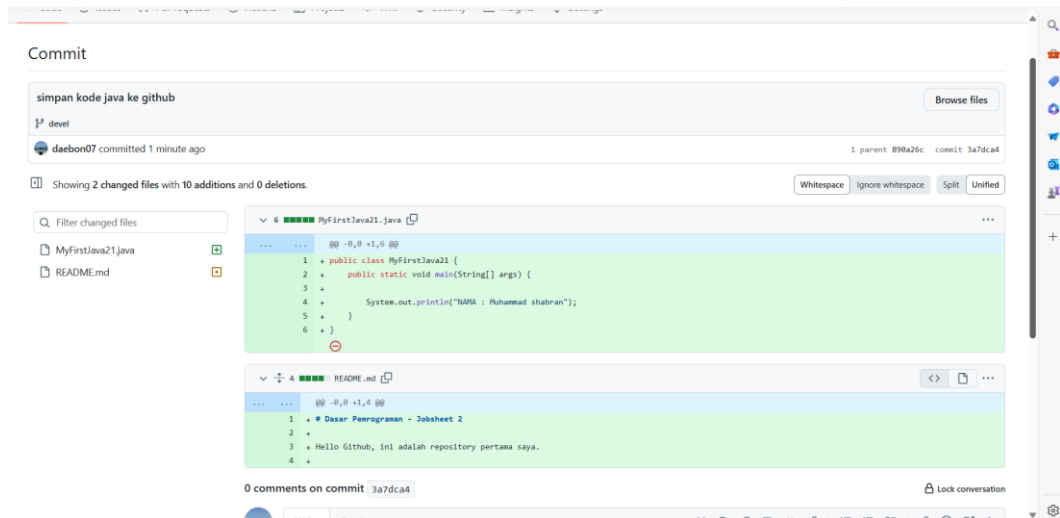 Commit
simpan kode java ke github
Browse files
devel
daebon07 committed 1 minute ago
1 parent 890a26c commit 3a7dca4
Showing 2 changed files with 10 additions and 0 deletions.
Whitespace Ignore whitespace Split Unified
Filter changed files
MyFirstJava21.java
README.md
6 MyFirstJava21.java
... ... @@ -0,0 +1,6 @@
1 + public class MyFirstJava21 {
2 + public static void main(String[] args) {
3 +
4 + System.out.println("NAMA : Muhammad shabran");
5 + }
6 + }
4 README.md
... ... @@ -0,0 +1,4 @@
1 + # Dasar Pemrograman - Jobsheet 2
2 +
3 + Hello Github, ini adalah repository pertama saya.
4 +
0 comments on commit 3a7dca4
Lock conversation